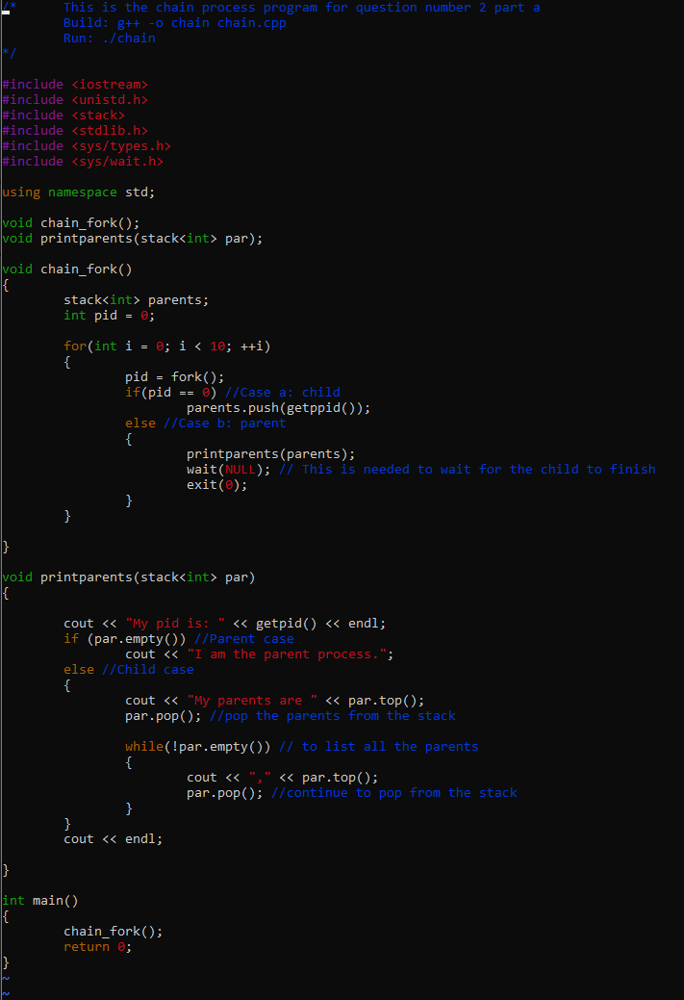 /*      This is the chain process program for question number 2 part a
        Build: g++ -o chain chain.cpp
        Run: ./chain
*/

#include <iostream>
#include <unistd.h>
#include <stack>
#include <stdlib.h>
#include <sys/types.h>
#include <sys/wait.h>

using namespace std;

void chain_fork();
void printparents(stack<int> par);

void chain_fork()
{
        stack<int> parents;
        int pid = 0;

        for(int i = 0; i < 10; ++i)
        {
                pid = fork();
                if(pid == 0) //Case a: child
                        parents.push(getppid());
                else //Case b: parent
                {
                        printparents(parents);
                        wait(NULL); // This is needed to wait for the child to finish
                        exit(0);
                }
        }

}

void printparents(stack<int> par)
{

        cout << "My pid is: " << getpid() << endl;
        if (par.empty()) //Parent case
                cout << "I am the parent process.";
        else //Child case
        {
                cout << "My parents are " << par.top();
                par.pop(); //pop the parents from the stack

                while(!par.empty()) // to list all the parents
                {
                        cout << "," << par.top();
                        par.pop(); //continue to pop from the stack
                }
        }
        cout << endl;

}

int main()
{
        chain_fork();
        return 0;
}
~
~